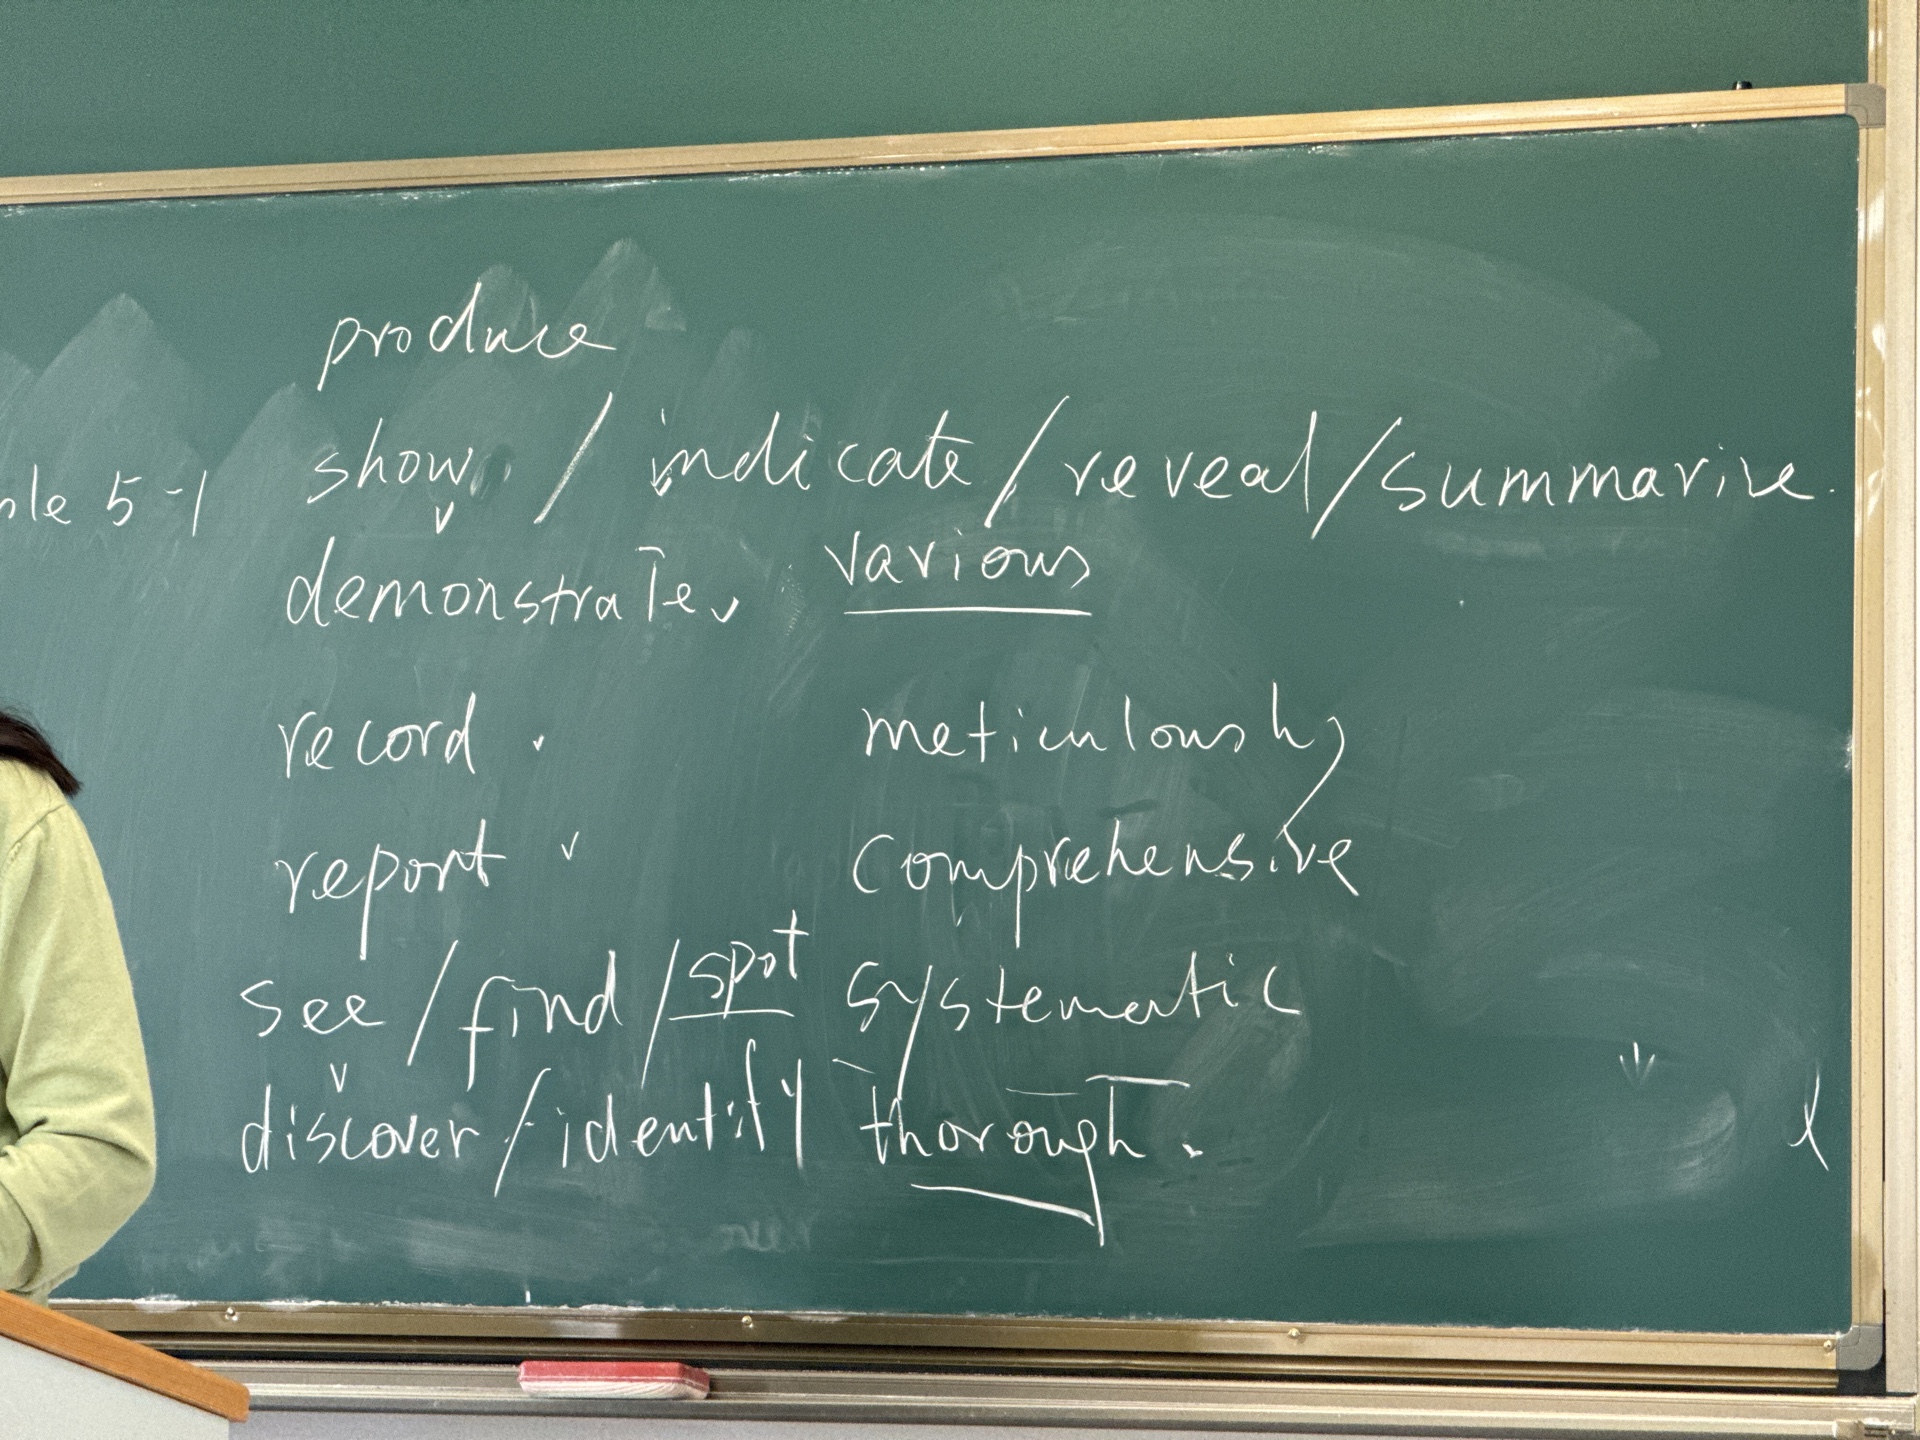 produce
ble 5-1 show / indicate / reveal / summarize
demonstrate various
record meticulously
report comprehensive
see / find / spot systematic
discover / identify thorough.